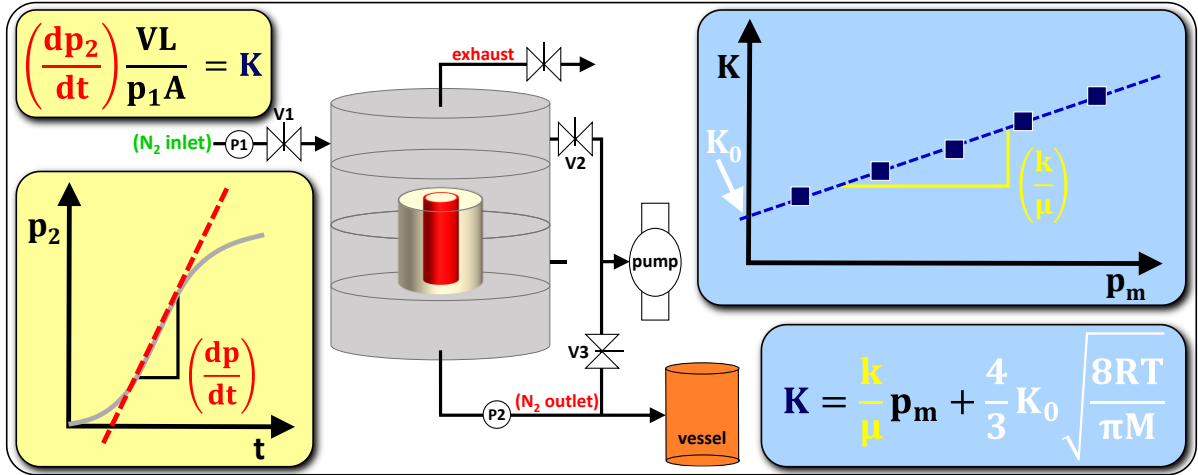 (dp₂/dt) VL/p₁A = K
exhaust
V1
(N₂ inlet)
P1
V2
p₂
(dp/dt)
t
pump
V3
(N₂ outlet)
P2
vessel
K
K₀
(k/μ)
pₘ
K = k/μ pₘ + 4/3 K₀ √(8RT/πM)